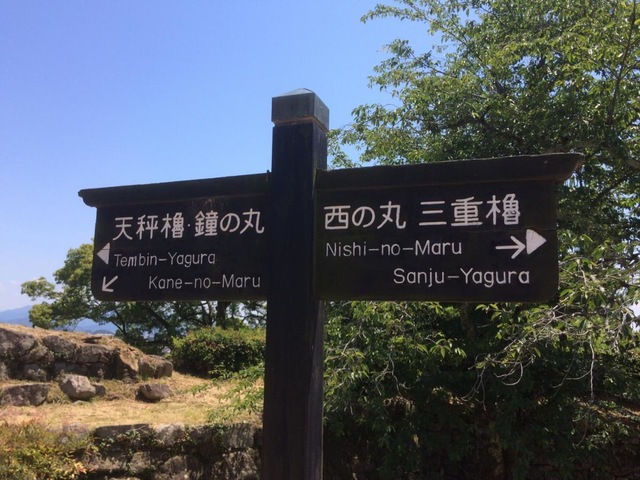 天秤櫓・鐘の丸
Tembin-Yagura
Kane-no-Maru
西の丸 三重櫓
Nishi-no-Maru
Sanju-Yagura